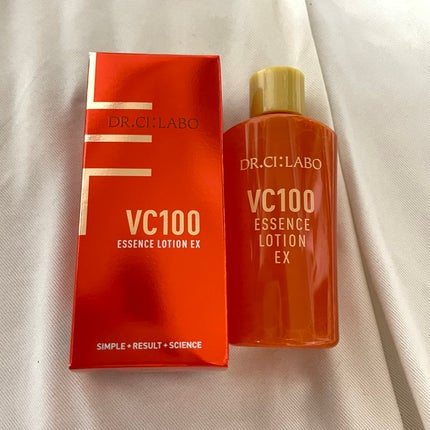 DR.CI:LABO
VC100
ESSENCE LOTION EX
SIMPLE + RESULT + SCIENCE
DR.CI:LABO
VC100
ESSENCE
LOTION
EX